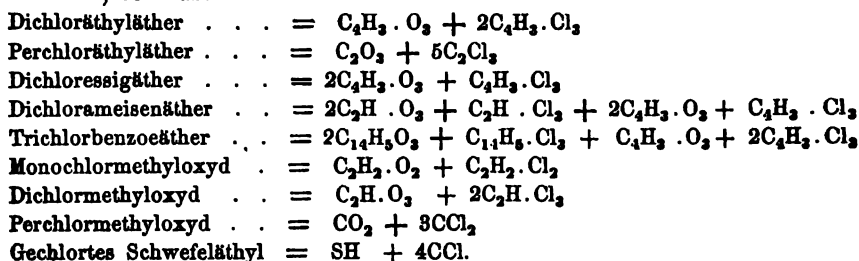 Dichloräthyläther . . . = C₄H₃ . O₃ + 2C₄H₃ . Cl₃
Perchloräthyläther . . . = C₂O₃ + 5C₂Cl₃
Dichloressigäther . . . = 2C₄H₃ . O₃ + C₄H₃ . Cl₃
Dichlorameisenäther . . = 2C₂H . O₃ + C₂H . Cl₃ + 2C₄H₃ . O₃ + C₄H₃ . Cl₃
Trichlorbenzoeäther . . = 2C₁₄H₅O₃ + C₁₄H₅ . Cl₃ + C₄H₃ . O₃ + 2C₄H₃ . Cl₃
Monochlormethyloxyd . = C₂H₂ . O₂ + C₂H₂ . Cl₂
Dichlormethyloxyd . . = C₂H . O₃ + 2C₂H . Cl₃
Perchlormethyloxyd . . = CO₂ + 3CCl₂
Gechlortes Schwefeläthyl = SH + 4CCl.